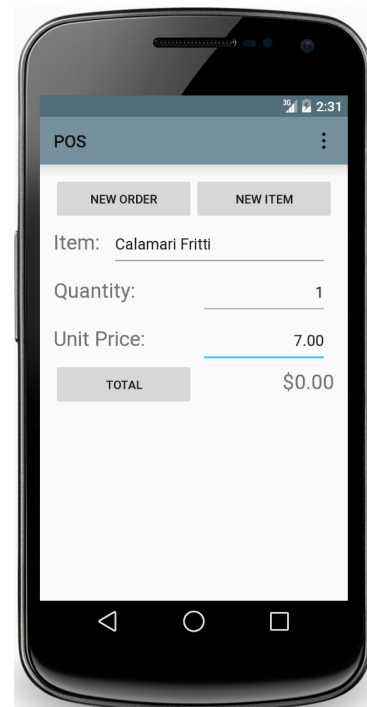 3G 2:31
POS
NEW ORDER NEW ITEM
Item: Calamari Fritti
Quantity: 1
Unit Price: 7.00
TOTAL $0.00